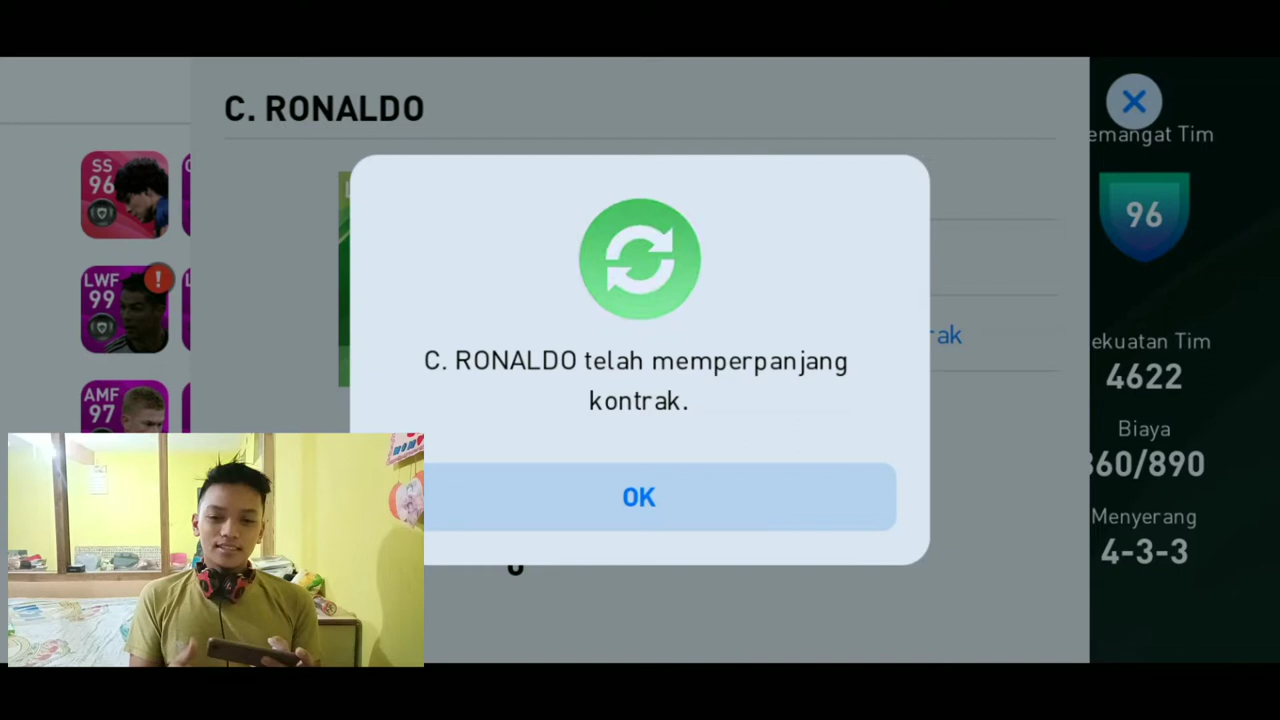 C. RONALDO
emangat Tim
SS
96
96
LWF
99
!
C. RONALDO telah memperpanjang
kontrak.
rak
ekuatan Tim
4622
AMF
97
Biaya
860/890
OK
Menyerang
4-3-3